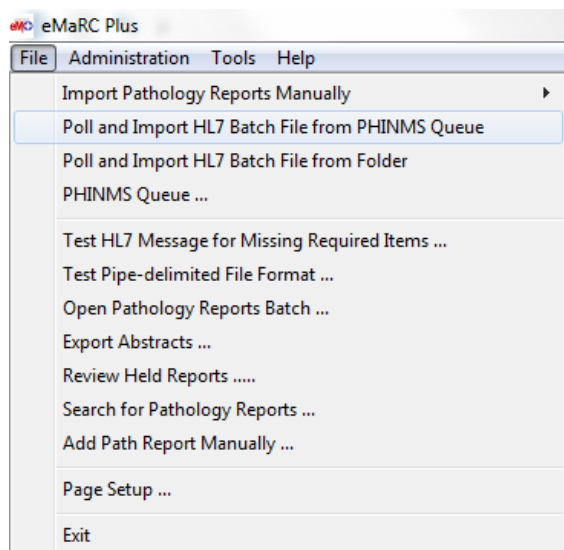 eMC eMaRC Plus
File Administration Tools Help
Import Pathology Reports Manually
Poll and Import HL7 Batch File from PHINMS Queue
Poll and Import HL7 Batch File from Folder
PHINMS Queue ...
Test HL7 Message for Missing Required Items ...
Test Pipe-delimited File Format ...
Open Pathology Reports Batch ...
Export Abstracts ...
Review Held Reports .....
Search for Pathology Reports ...
Add Path Report Manually ...
Page Setup ...
Exit